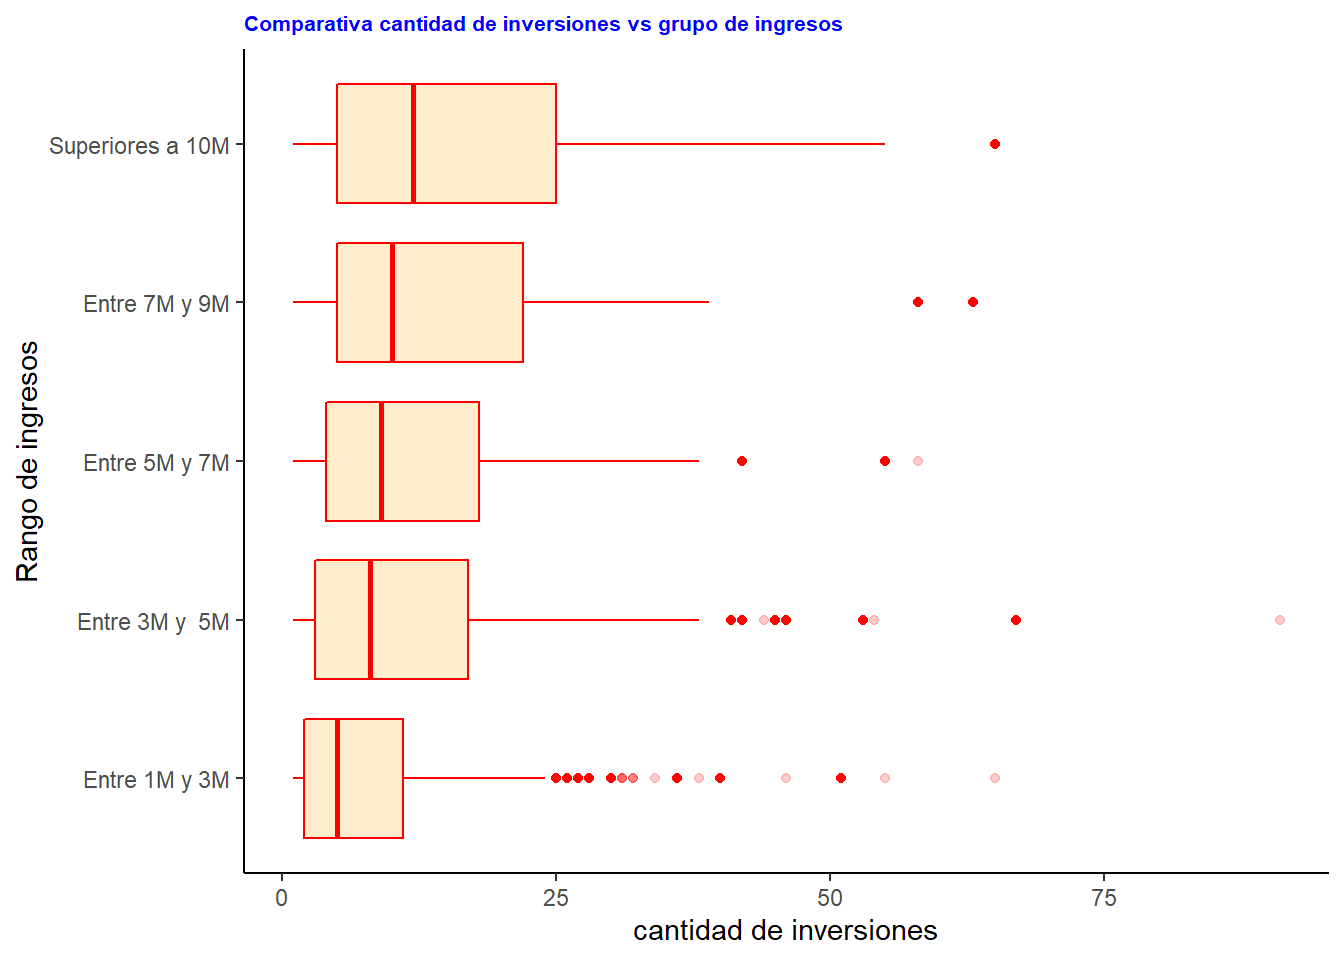 Comparativa cantidad de inversiones vs grupo de ingresos
Rango de ingresos
Superiores a 10M
Entre 7M y 9M
Entre 5M y 7M
Entre 3M y  5M
Entre 1M y 3M
0 25 50 75
cantidad de inversiones